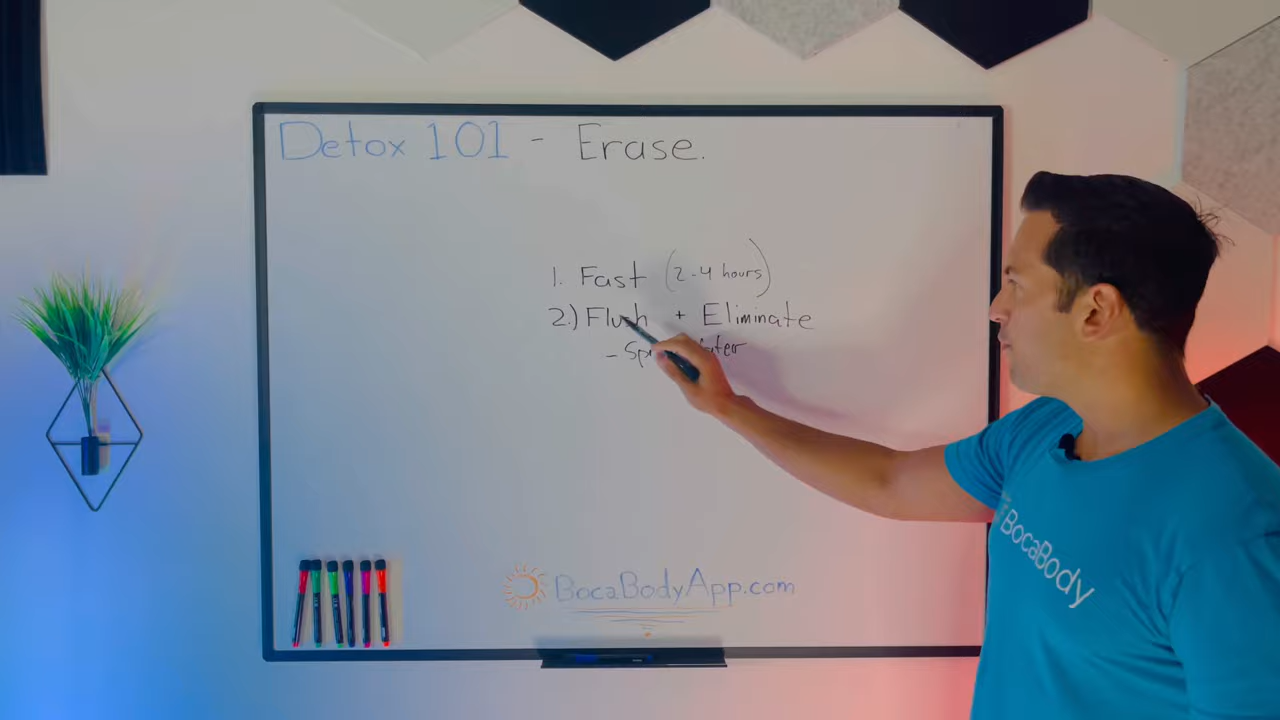 Detox 101 - Erase.
1. Fast (2-4 hours)
2.) Flush + Eliminate
BocaBodyApp.com
BocaBody